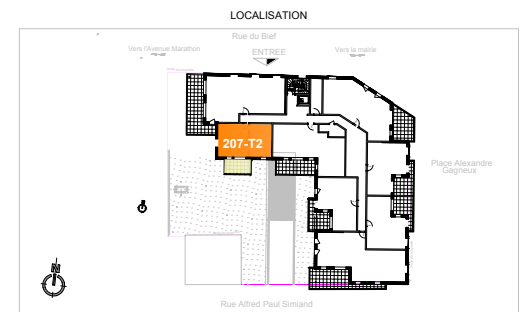 LOCALISATION
Rue du Bief
Vers l'Avenue Marathon
ENTREE
Vers la mairie
207-T2
Place Alexandre
Gagneux
N
Rue Alfred Paul Simiand